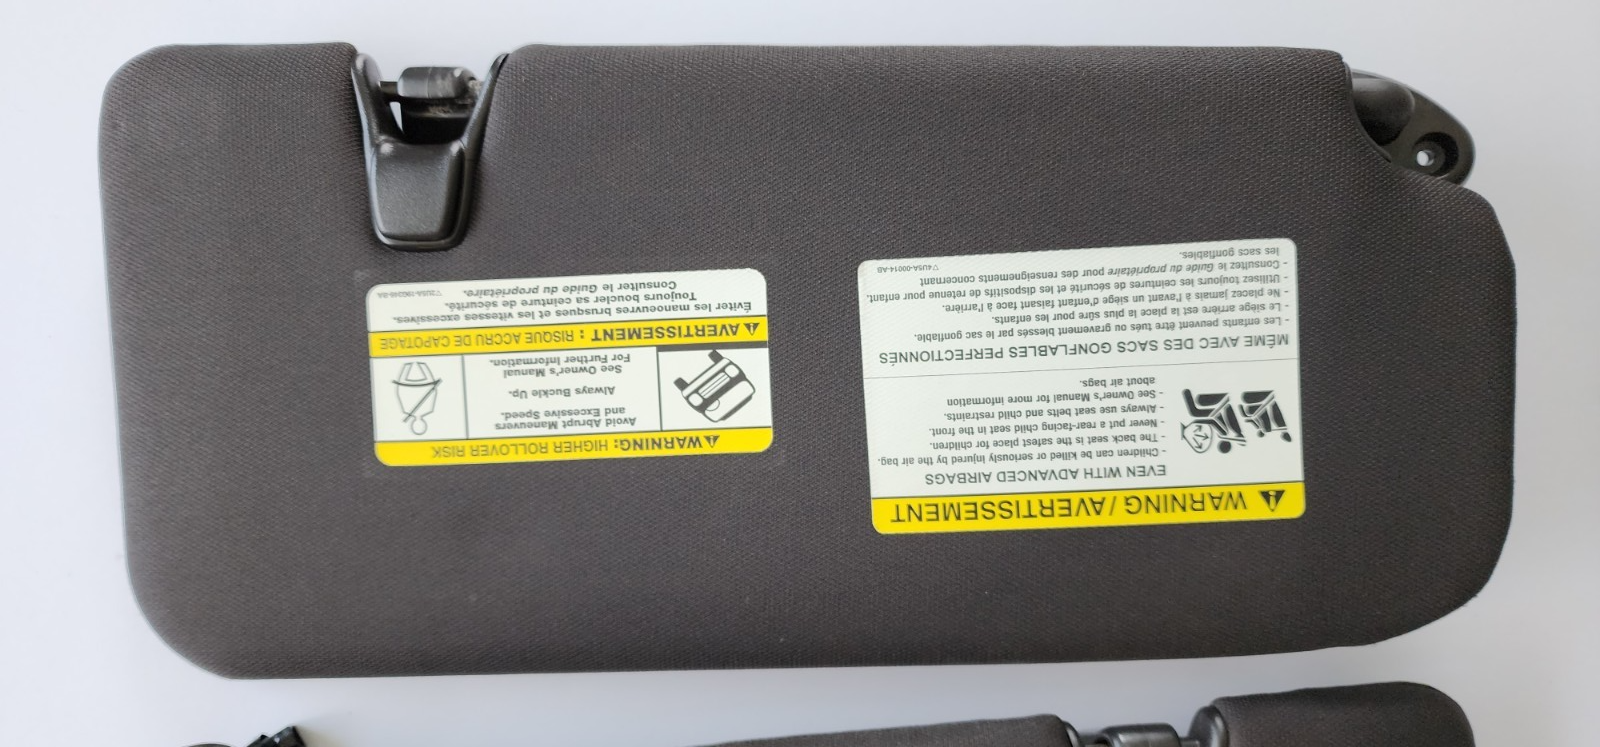 WARNING / AVERTISSEMENT
EVEN WITH ADVANCED AIRBAGS
- Children can be killed or seriously injured by the air bag.
- The back seat is the safest place for children.
- Never put a rear-facing child seat in the front.
- Always use seat belts and child restraints.
- See Owner's Manual for more information
about air bags.
MÉME AVEC DES SACS GONFLABLES PERFECTIONNÉS
- Les enfants peuvent être tués ou gravement blessés par le sac gonflable.
- Le siège arrière est la place la plus sûre pour les enfants.
- Ne placez jamais à l'avant un siège d'enfant faisant face à l'arrière.
- Utilisez toujours les ceintures de sécurité et les dispositifs de retenue pour enfant.
- Consultez le Guide du propriétaire pour des renseignements concernant
les sacs gonflables.
▽4USA-00014-AB
WARNING: HIGHER ROLLOVER RISK
Avoid Abrupt Maneuvers
and Excessive Speed.
Always Buckle Up.
See Owner's Manual
For Further Information.
AVERTISSEMENT : RISQUE ACCRU DE CAPOTAGE
Éviter les manoeuvres brusques et les vitesses excessives.
Toujours boucler sa ceinture de sécurité.
Consulter le Guide du propriétaire.